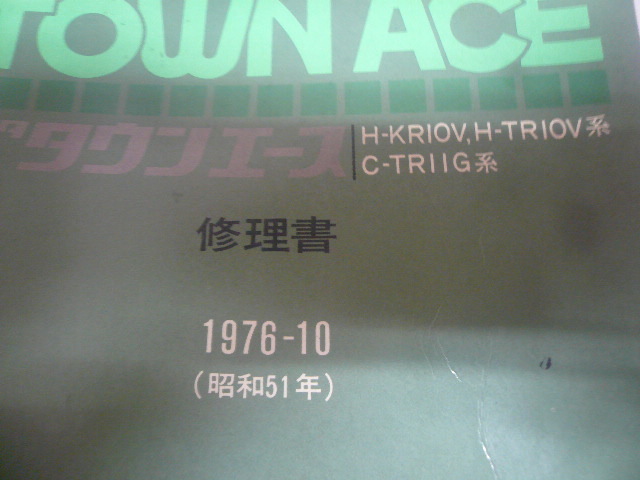 TOWN ACE
タウンエース
H-KR10V, H-TR10V系
C-TR11G系
修理書
1976-10
(昭和51年)